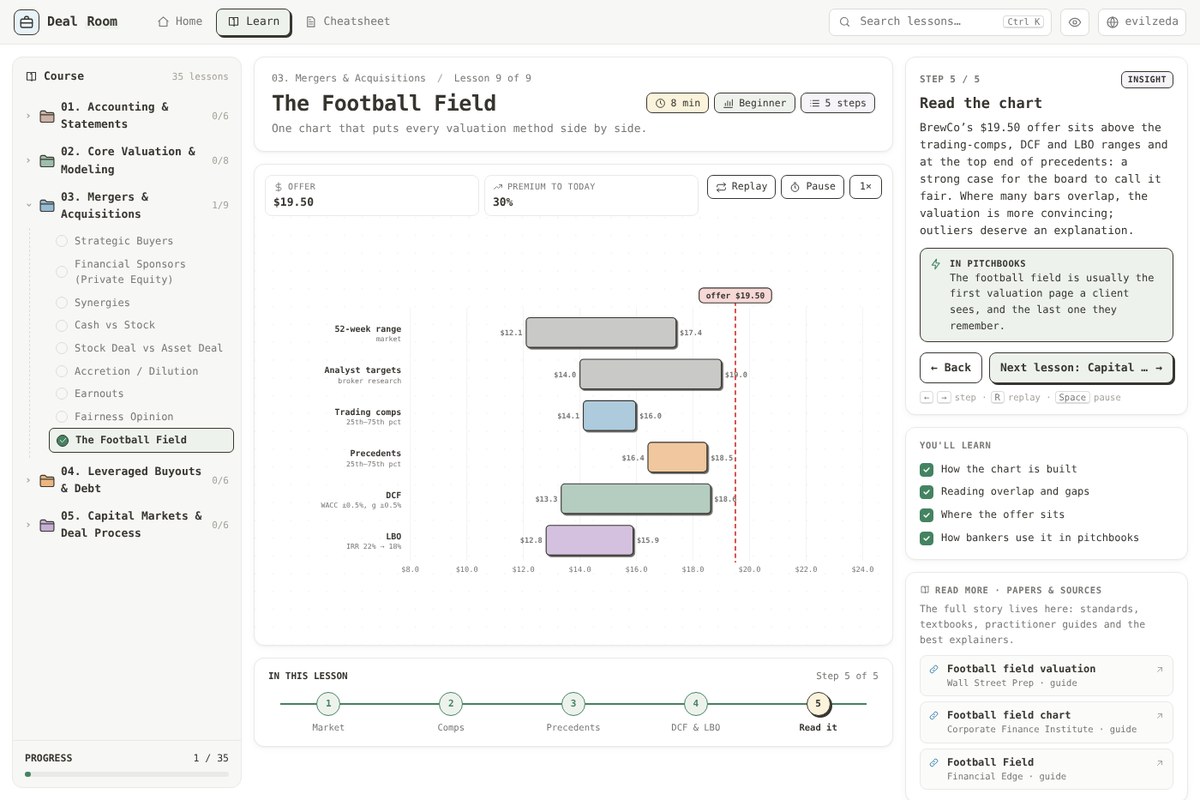 Deal Room
Home
Learn
Cheatsheet
Search lessons…
Ctrl K
evilzeda
Course
35 lessons
01. Accounting &
Statements
0/6
02. Core Valuation &
Modeling
0/8
03. Mergers &
Acquisitions
1/9
Strategic Buyers
Financial Sponsors
(Private Equity)
Synergies
Cash vs Stock
Stock Deal vs Asset Deal
Accretion / Dilution
Earnouts
Fairness Opinion
The Football Field
04. Leveraged Buyouts
& Debt
0/6
05. Capital Markets &
Deal Process
0/6
PROGRESS
1 / 35
03. Mergers & Acquisitions / Lesson 9 of 9
The Football Field
8 min
Beginner
5 steps
One chart that puts every valuation method side by side.
OFFER
$19.50
PREMIUM TO TODAY
30%
Replay
Pause
1×
offer $19.50
52-week range
market
$12.1
$17.4
Analyst targets
broker research
$14.0
$19.0
Trading comps
25th–75th pct
$14.1
$16.0
Precedents
25th–75th pct
$16.4
$18.5
DCF
WACC ±0.5%, g ±0.5%
$13.3
LBO
IRR 22% → 18%
$12.8
$15.9
$8.0
$10.0
$12.0
$14.0
$16.0
$18.0
$20.0
$22.0
$24.0
IN THIS LESSON
Step 5 of 5
1
2
3
4
5
Market
Comps
Precedents
DCF & LBO
Read it
STEP 5 / 5
INSIGHT
Read the chart
BrewCo’s $19.50 offer sits above the
trading-comps, DCF and LBO ranges and
at the top end of precedents: a
strong case for the board to call it
fair. Where many bars overlap, the
valuation is more convincing;
outliers deserve an explanation.
IN PITCHBOOKS
The football field is usually the
first valuation page a client
sees, and the last one they
remember.
← Back
Next lesson: Capital … →
← → step · R replay · Space pause
YOU'LL LEARN
How the chart is built
Reading overlap and gaps
Where the offer sits
How bankers use it in pitchbooks
READ MORE · PAPERS & SOURCES
The full story lives here: standards,
textbooks, practitioner guides and the
best explainers.
Football field valuation
Wall Street Prep · guide
Football field chart
Corporate Finance Institute · guide
Football Field
Financial Edge · guide